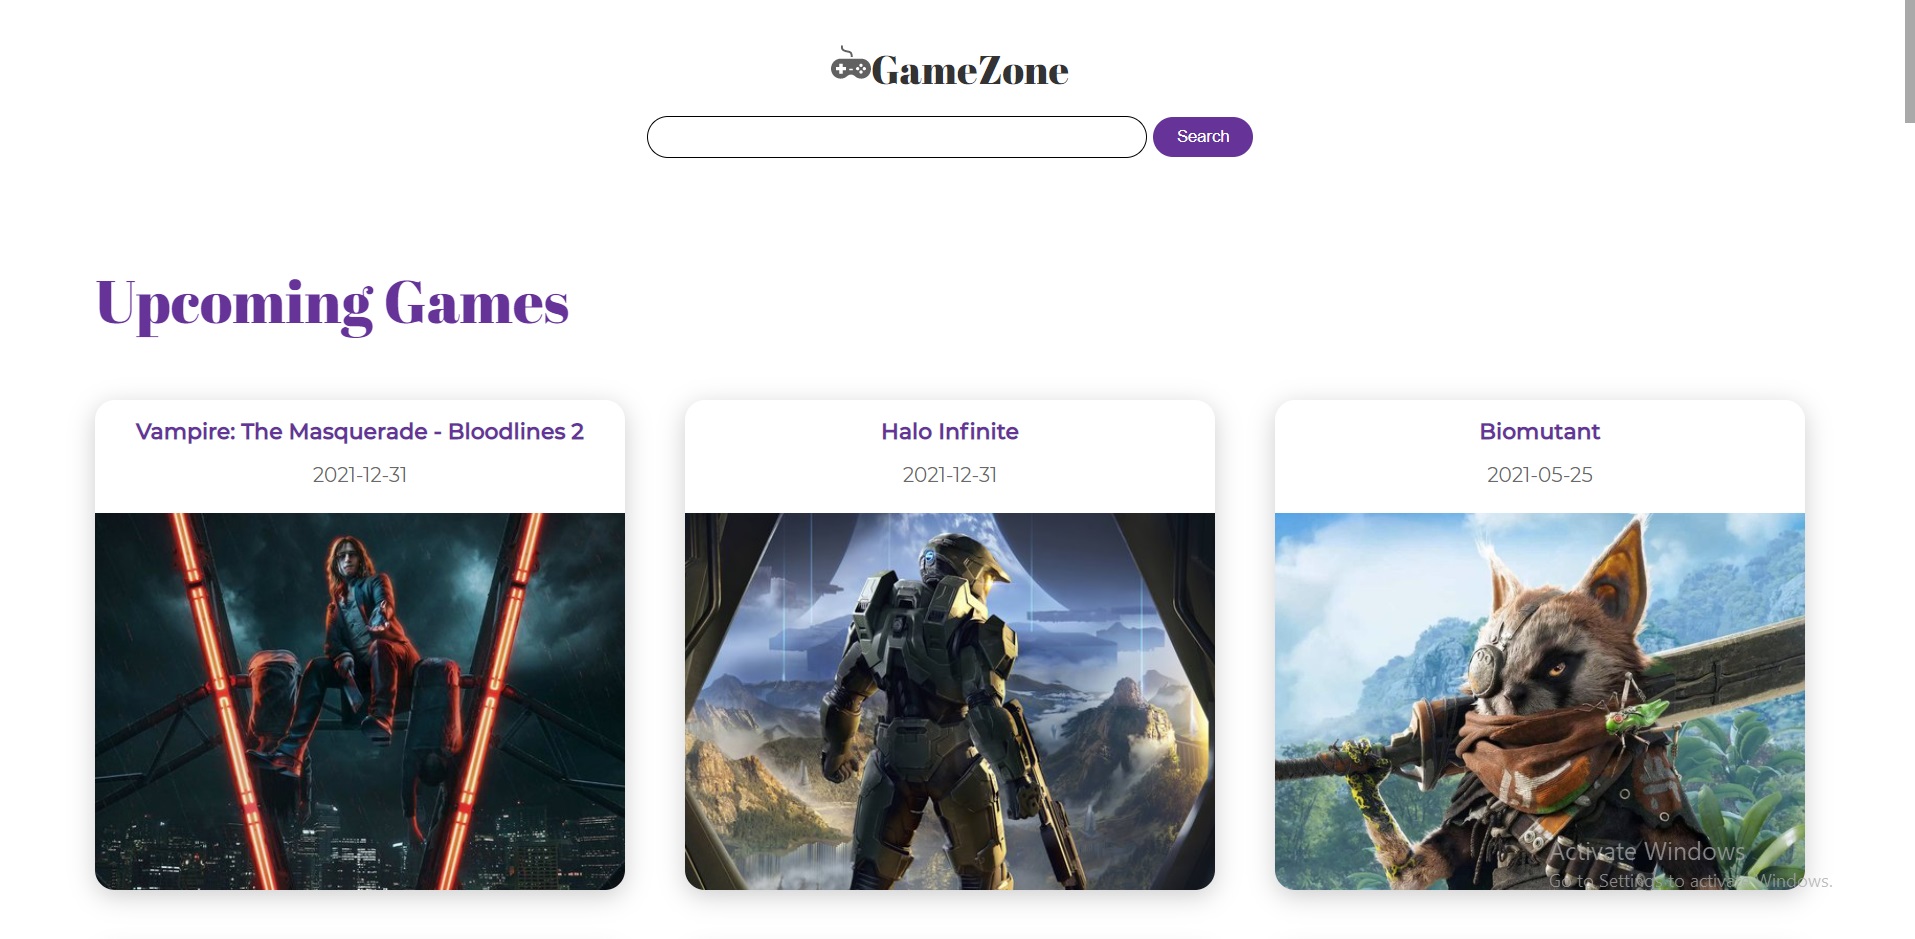 GameZone
Search
Upcoming Games
Vampire: The Masquerade - Bloodlines 2
2021-12-31
Halo Infinite
2021-12-31
Biomutant
2021-05-25
Activate Windows
Go to Settings to activate Windows.